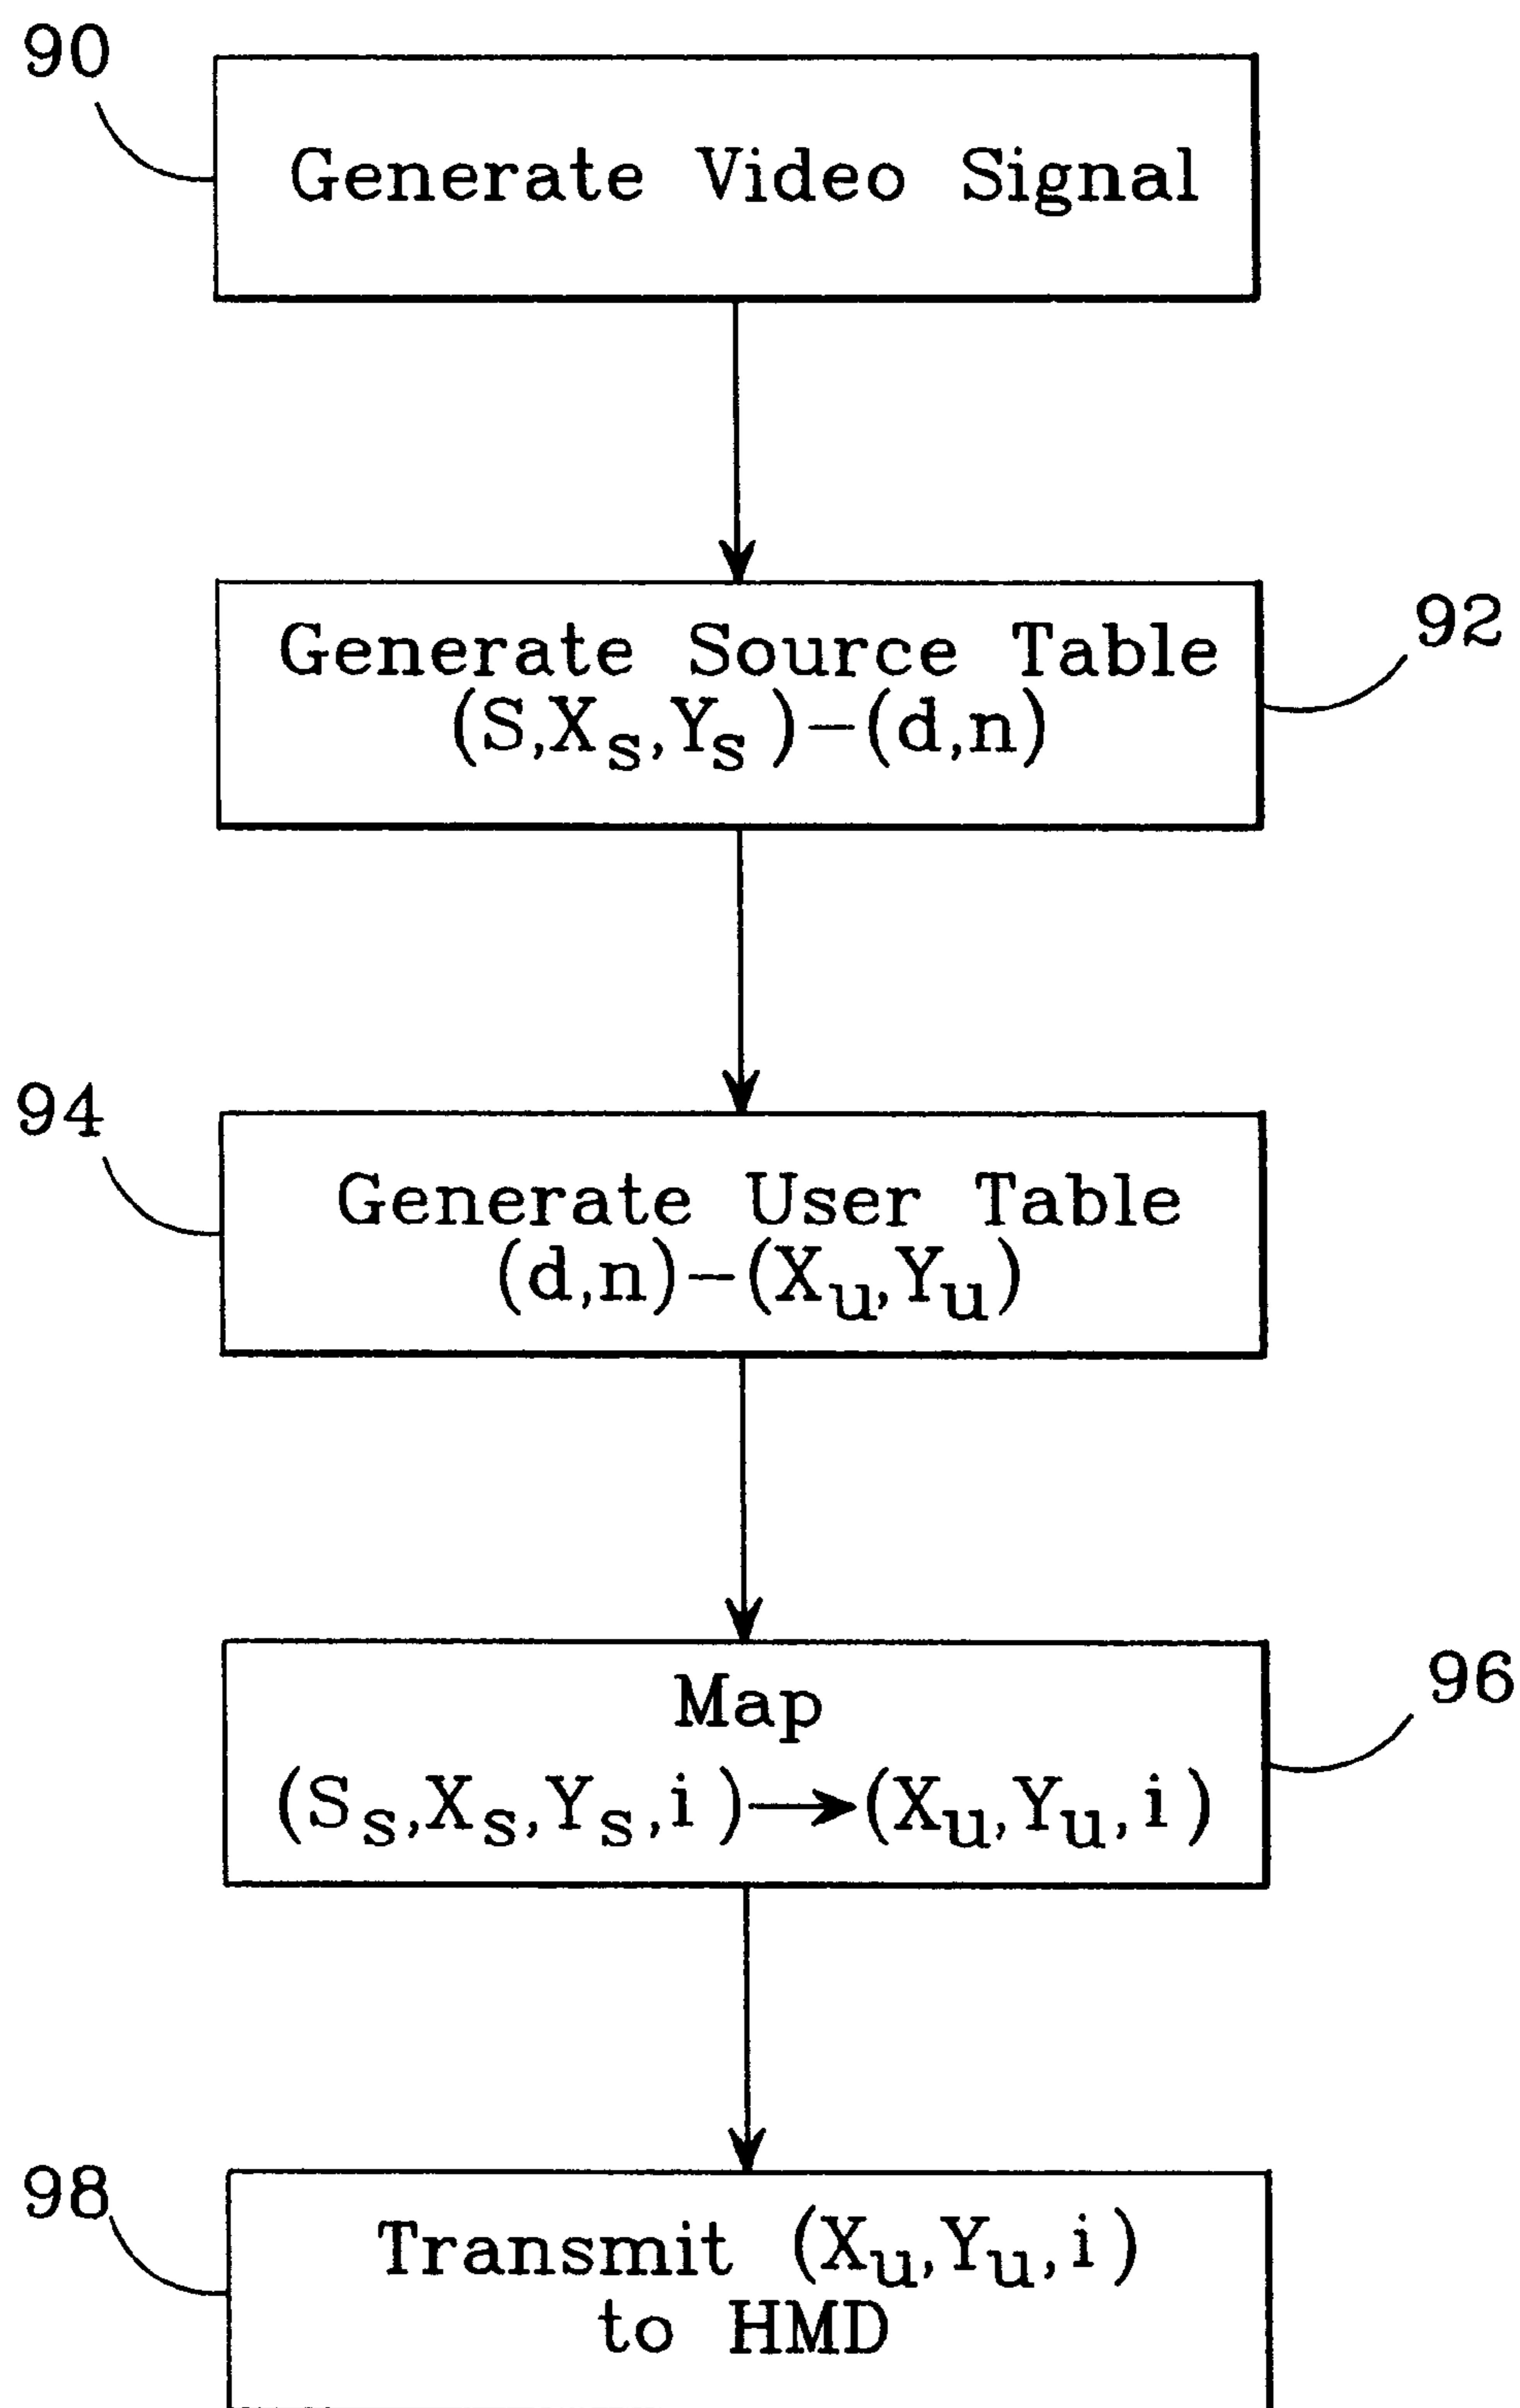 90
Generate Video Signal
Generate Source Table
92
(S,Xs,Ys)−(d,n)
94
Generate User Table
(d,n)−(Xu,Yu)
Map
96
(Ss,Xs,Ys,i)→(Xu,Yu,i)
98
Transmit (Xu,Yu,i)
to HMD